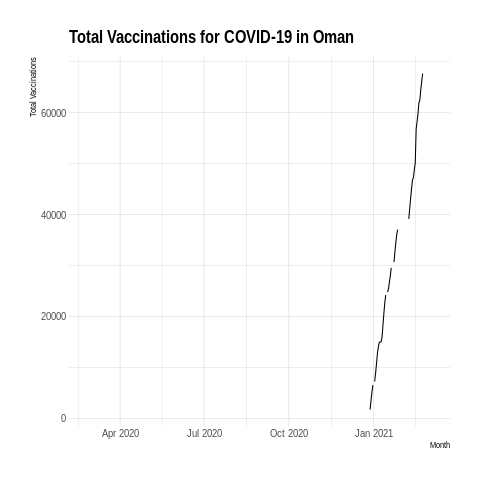 Total Vaccinations for COVID-19 in Oman
Total Vaccinations
60000
40000
20000
0
Apr 2020 Jul 2020 Oct 2020 Jan 2021
Month